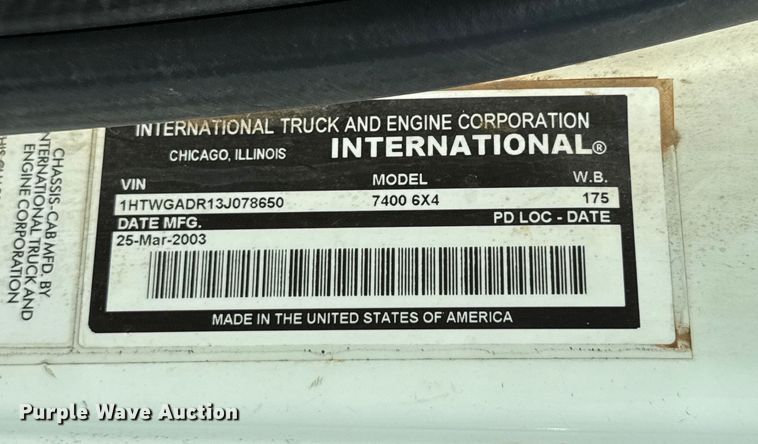 INTERNATIONAL TRUCK AND ENGINE CORPORATION
CHICAGO, ILLINOIS INTERNATIONAL®
VIN MODEL W.B.
1HTWGADR13J078650 7400 6X4 175
DATE MFG. PD LOC - DATE
25-Mar-2003
MADE IN THE UNITED STATES OF AMERICA
CHASSIS-CAB MFD. BY
INTERNATIONAL TRUCK AND
ENGINE CORPORATION
Purple Wave Auction